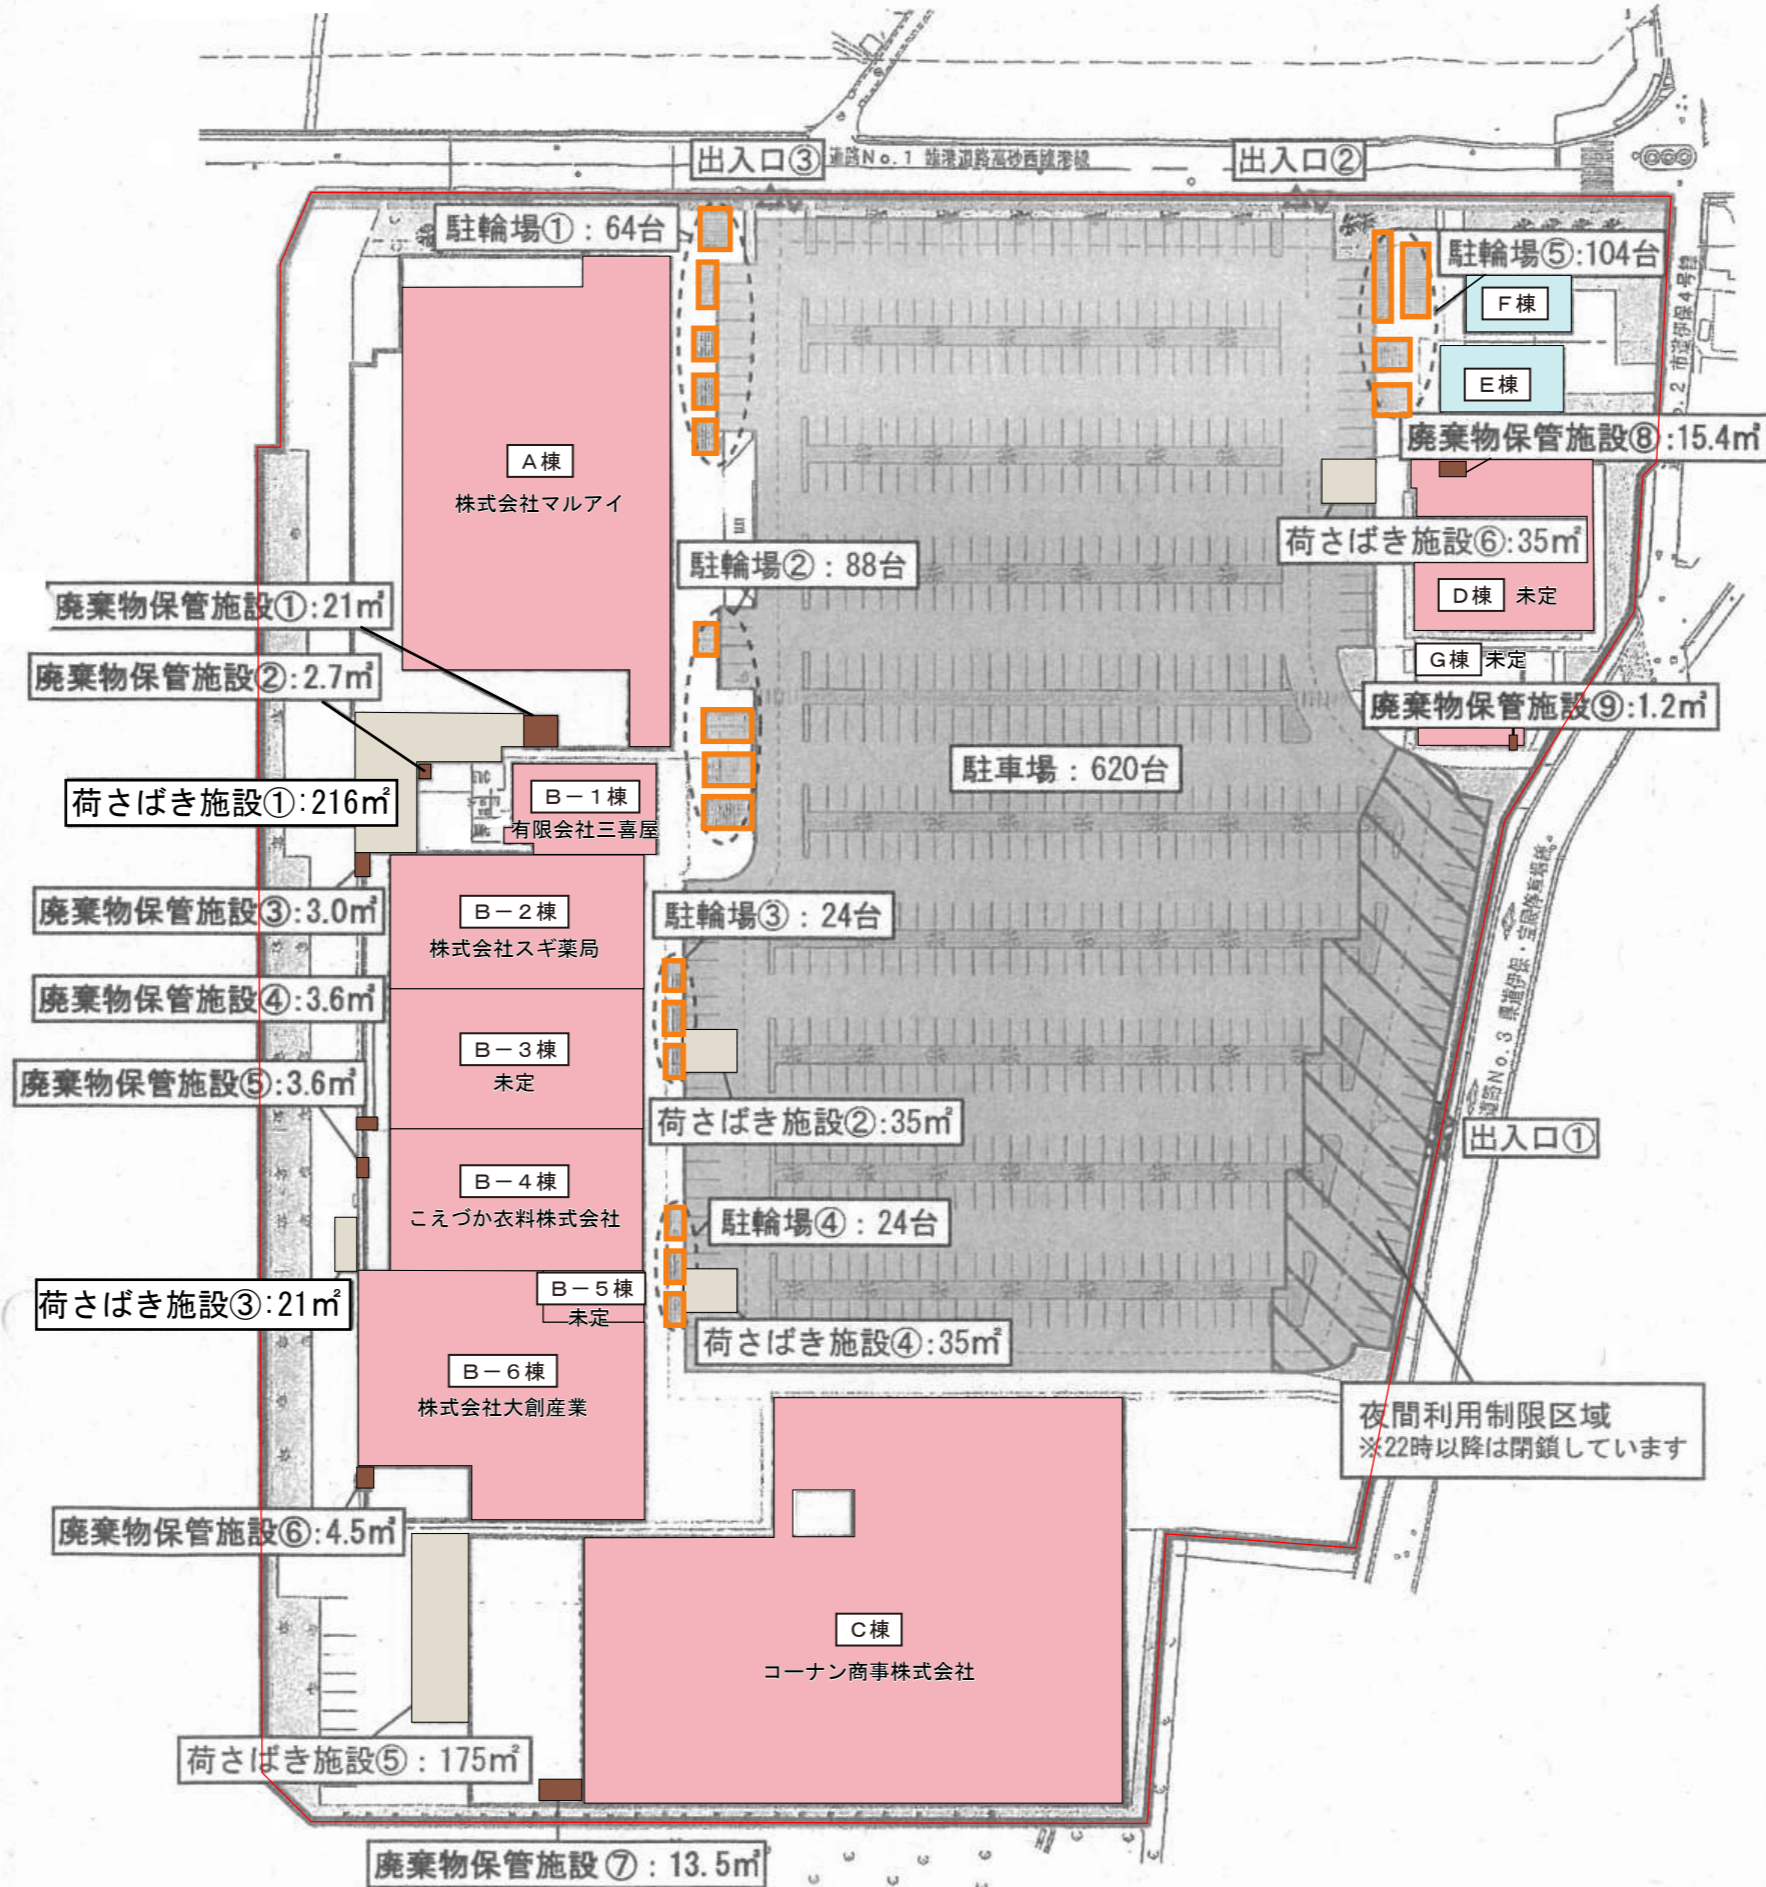 出入口③
道路No.1 臨港道路高砂西線港線
出入口②
駐輪場①：64台
駐輪場⑤:104台
F棟
E棟
廃棄物保管施設⑧:15.4㎡
A棟
株式会社マルアイ
荷さばき施設⑥:35㎡
駐輪場②：88台
D棟 未定
廃棄物保管施設①:21㎡
G棟 未定
廃棄物保管施設②:2.7㎡
廃棄物保管施設⑨:1.2㎡
駐車場：620台
荷さばき施設①:216㎡
B－1棟
有限会社三喜屋
廃棄物保管施設③:3.0㎡
B－2棟
株式会社スギ薬局
駐輪場③：24台
廃棄物保管施設④:3.6㎡
B－3棟
未定
廃棄物保管施設⑤:3.6㎡
荷さばき施設②:35㎡
出入口①
B－4棟
こえづか衣料株式会社
駐輪場④：24台
荷さばき施設③:21㎡
B－5棟
未定
荷さばき施設④:35㎡
B－6棟
株式会社大創産業
夜間利用制限区域
※22時以降は閉鎖しています
廃棄物保管施設⑥:4.5㎡
C棟
コーナン商事株式会社
荷さばき施設⑤：175㎡
廃棄物保管施設⑦：13.5㎡